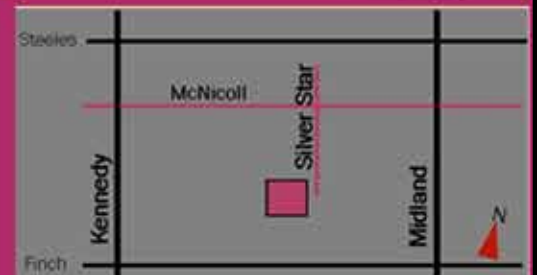 Steeles
McNicoll
Silver Star
Kennedy
Midland
N
Finch